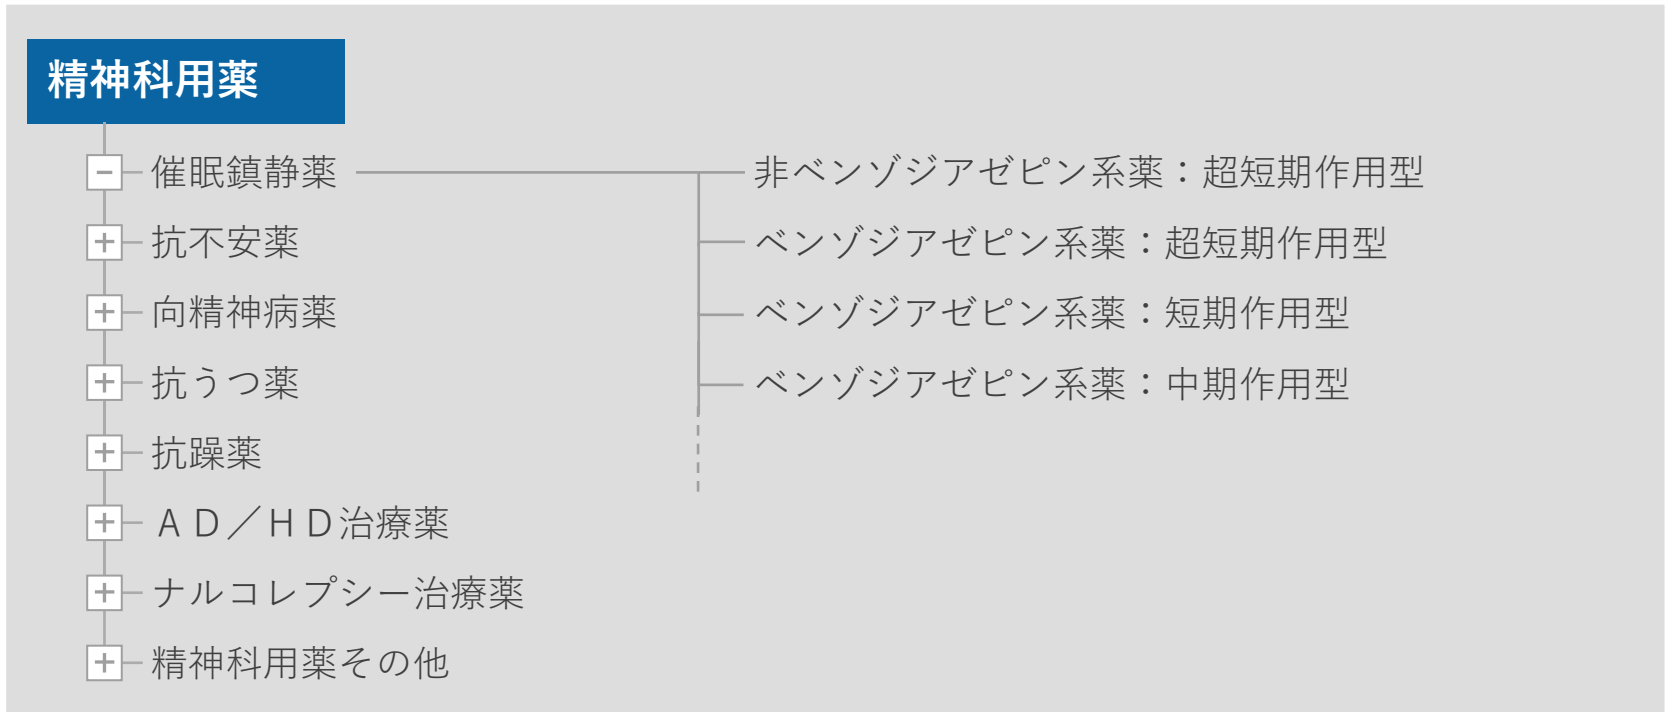 精神科用薬
催眠鎮静薬
非ベンゾジアゼピン系薬：超短期作用型
抗不安薬
ベンゾジアゼピン系薬：超短期作用型
向精神病薬
ベンゾジアゼピン系薬：短期作用型
抗うつ薬
ベンゾジアゼピン系薬：中期作用型
抗躁薬
ＡＤ／ＨＤ治療薬
ナルコレプシー治療薬
精神科用薬その他